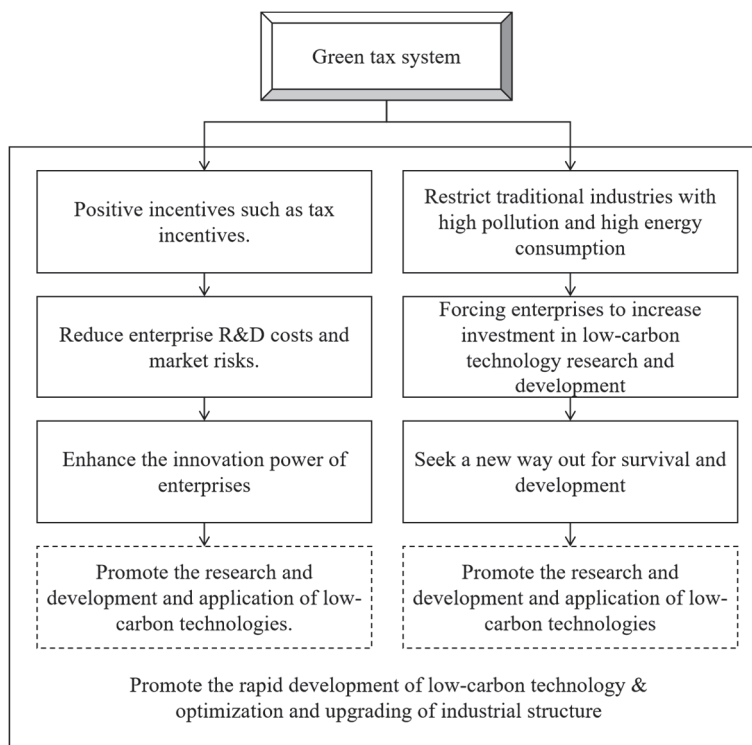 Green tax system
Positive incentives such as tax
incentives.
Restrict traditional industries with
high pollution and high energy
consumption
Reduce enterprise R&D costs and
market risks.
Forcing enterprises to increase
investment in low-carbon
technology research and
development
Enhance the innovation power of
enterprises
Seek a new way out for survival and
development
Promote the research and
development and application of low-
carbon technologies.
Promote the research and
development and application of low-
carbon technologies
Promote the rapid development of low-carbon technology &
optimization and upgrading of industrial structure